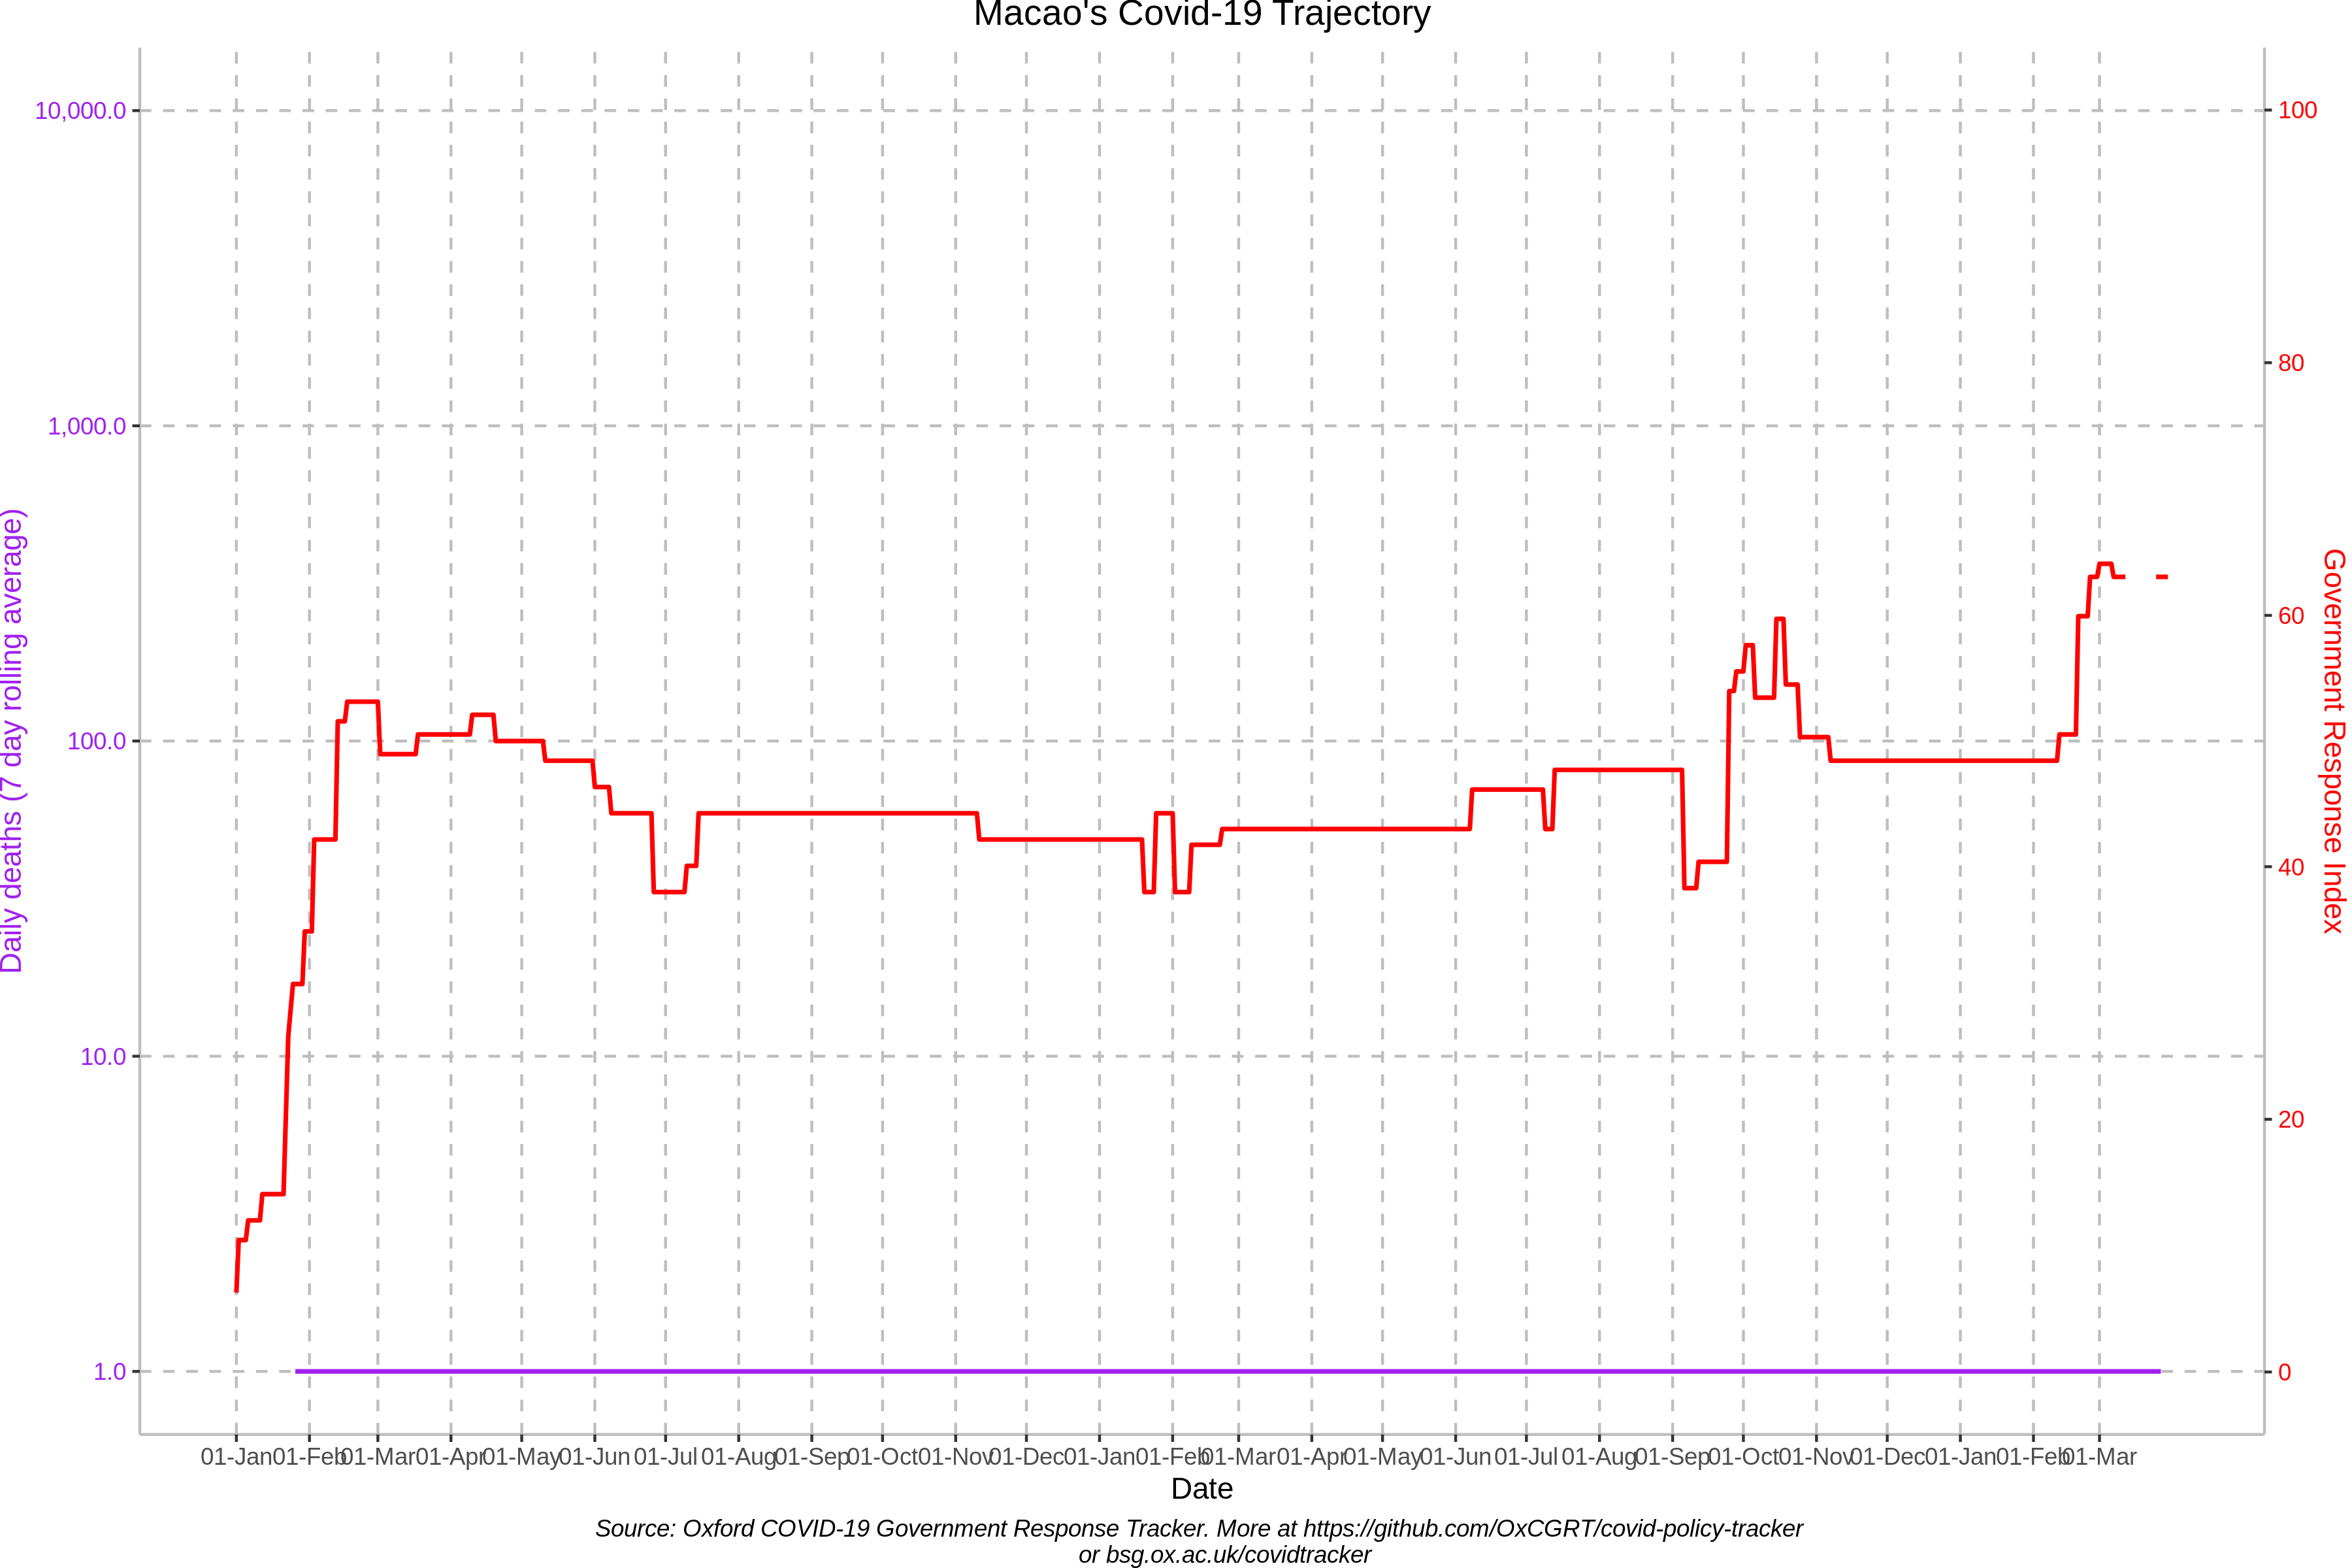 Macao's Covid-19 Trajectory
10,000.0
1,000.0
100.0
10.0
1.0
Daily deaths (7 day rolling average)
100
80
60
40
20
0
Government Response Index
01-Jan 01-Feb 01-Mar 01-Apr 01-May 01-Jun 01-Jul 01-Aug 01-Sep 01-Oct 01-Nov 01-Dec 01-Jan 01-Feb 01-Mar 01-Apr 01-May 01-Jun 01-Jul 01-Aug 01-Sep 01-Oct 01-Nov 01-Dec 01-Jan 01-Feb 01-Mar
Date
Source: Oxford COVID-19 Government Response Tracker. More at https://github.com/OxCGRT/covid-policy-tracker
or bsg.ox.ac.uk/covidtracker